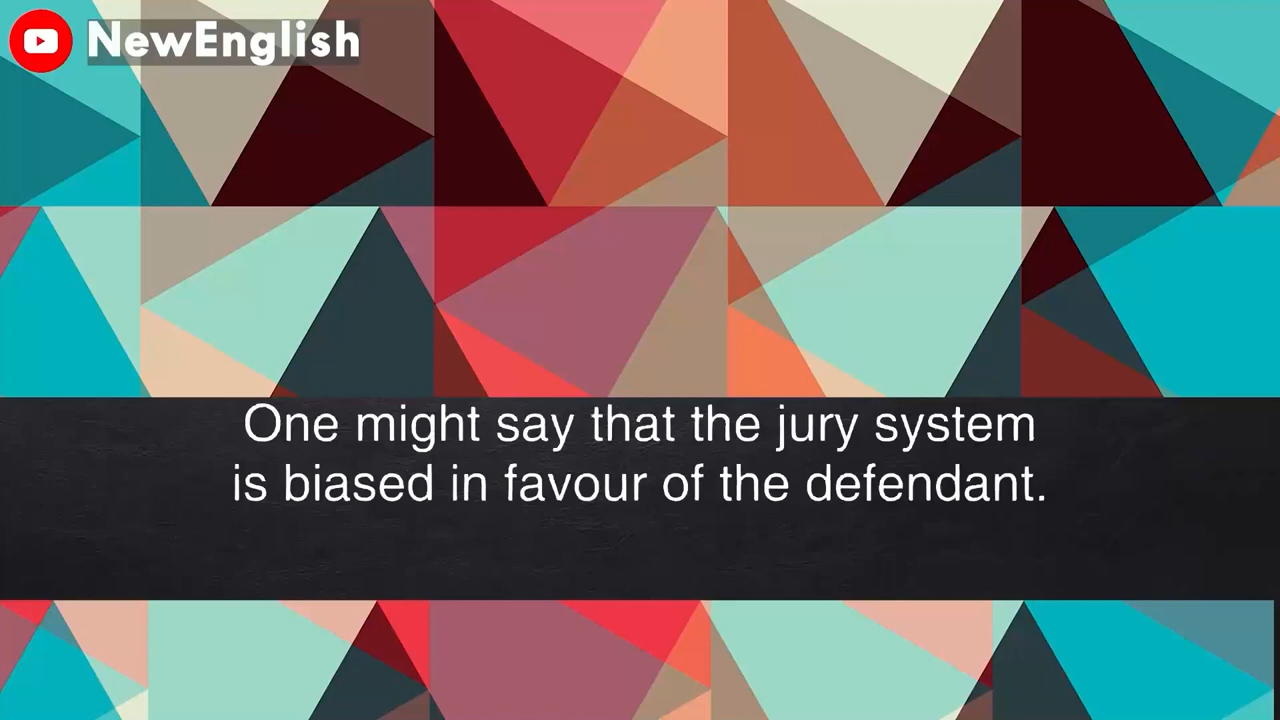 NewEnglish
One might say that the jury system
is biased in favour of the defendant.